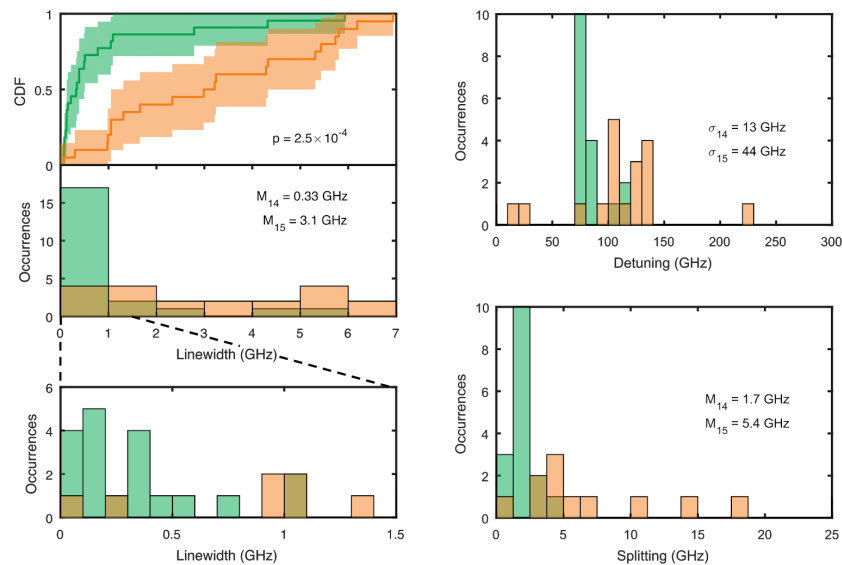 1
0.5
0
CDF
p = 2.5 × 10⁻⁴
15
10
5
0
Occurrences
M₁₄ = 0.33 GHz
M₁₅ = 3.1 GHz
0 1 2 3 4 5 6 7
Linewidth (GHz)
6
4
2
0
Occurrences
0 0.5 1 1.5
Linewidth (GHz)
10
8
6
4
2
0
Occurrences
σ₁₄ = 13 GHz
σ₁₅ = 44 GHz
0 50 100 150 200 250 300
Detuning (GHz)
10
8
6
4
2
0
Occurrences
M₁₄ = 1.7 GHz
M₁₅ = 5.4 GHz
0 5 10 15 20 25
Splitting (GHz)